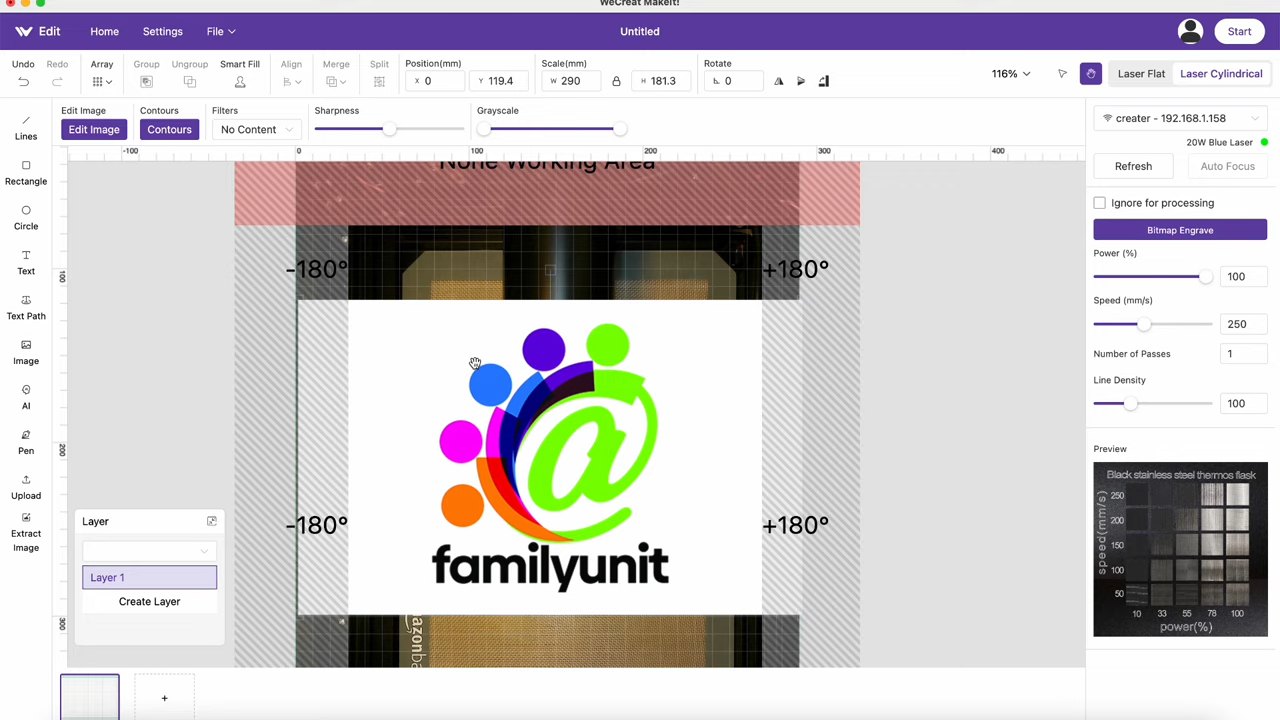 WeCreat MakeIt!
Edit Home Settings File Untitled Start
Undo Redo Array Group Ungroup Smart Fill Align Merge Split Position(mm) Scale(mm) Rotate
X 0 Y 119.4 W 290 H 181.3 0 116% Laser Flat Laser Cylindrical
Edit Image Contours Filters Sharpness Grayscale
Edit Image Contours No Content
creater - 192.168.1.158
20W Blue Laser
Refresh Auto Focus
Ignore for processing
Bitmap Engrave
Power (%)
100
Speed (mm/s)
250
Number of Passes 1
Line Density
100
Preview
Black stainless steel thermos flask
speed(mm/s)
250
200
150
100
50
10 33 55 78 100
power(%)
Lines
Rectangle
Circle
Text
Text Path
Image
AI
Pen
Upload
Extract
Image
-100 0 100 200 300 400
100
200
300
None Working Area
-180° +180°
-180° +180°
@
familyunit
Layer
Layer 1
Create Layer
+